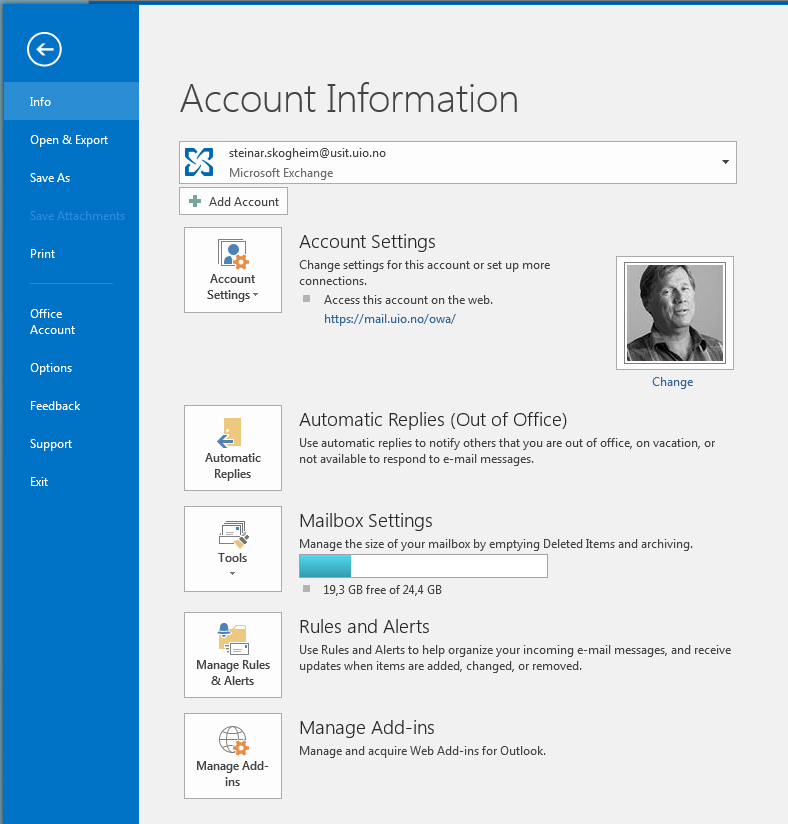 Info
Open & Export
Save As
Save Attachments
Print
Office
Account
Options
Feedback
Support
Exit
Account Information
steinar.skogheim@usit.uio.no
Microsoft Exchange
Add Account
Account
Settings
Account Settings
Change settings for this account or set up more
connections.
Access this account on the web.
https://mail.uio.no/owa/
Change
Automatic
Replies
Automatic Replies (Out of Office)
Use automatic replies to notify others that you are out of office, on vacation, or
not available to respond to e-mail messages.
Tools
Mailbox Settings
Manage the size of your mailbox by emptying Deleted Items and archiving.
19,3 GB free of 24,4 GB
Manage Rules
& Alerts
Rules and Alerts
Use Rules and Alerts to help organize your incoming e-mail messages, and receive
updates when items are added, changed, or removed.
Manage Add-
ins
Manage Add-ins
Manage and acquire Web Add-ins for Outlook.